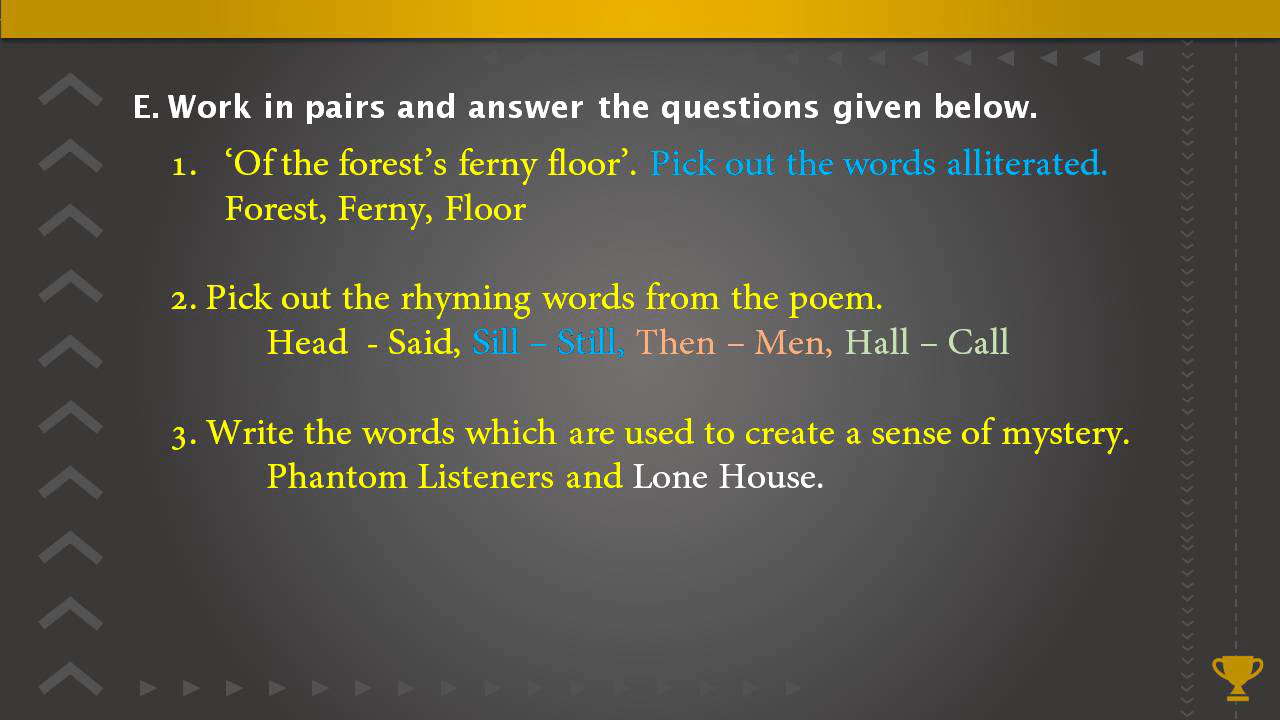 E. Work in pairs and answer the questions given below.
1. ‘Of the forest’s ferny floor’. Pick out the words alliterated.
Forest, Ferny, Floor
2. Pick out the rhyming words from the poem.
Head - Said, Sill – Still, Then – Men, Hall – Call
3. Write the words which are used to create a sense of mystery.
Phantom Listeners and Lone House.